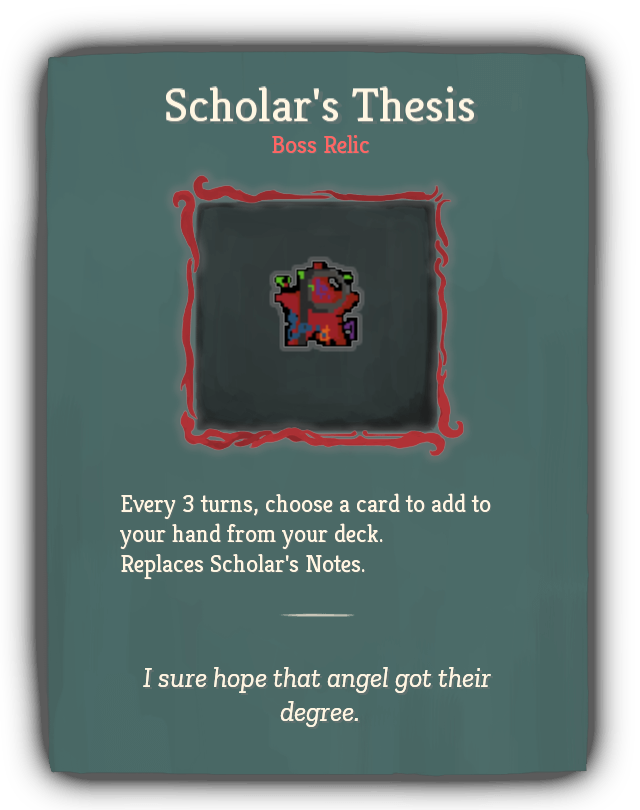 Scholar's Thesis
Boss Relic
Every 3 turns, choose a card to add to
your hand from your deck.
Replaces Scholar's Notes.
I sure hope that angel got their
degree.